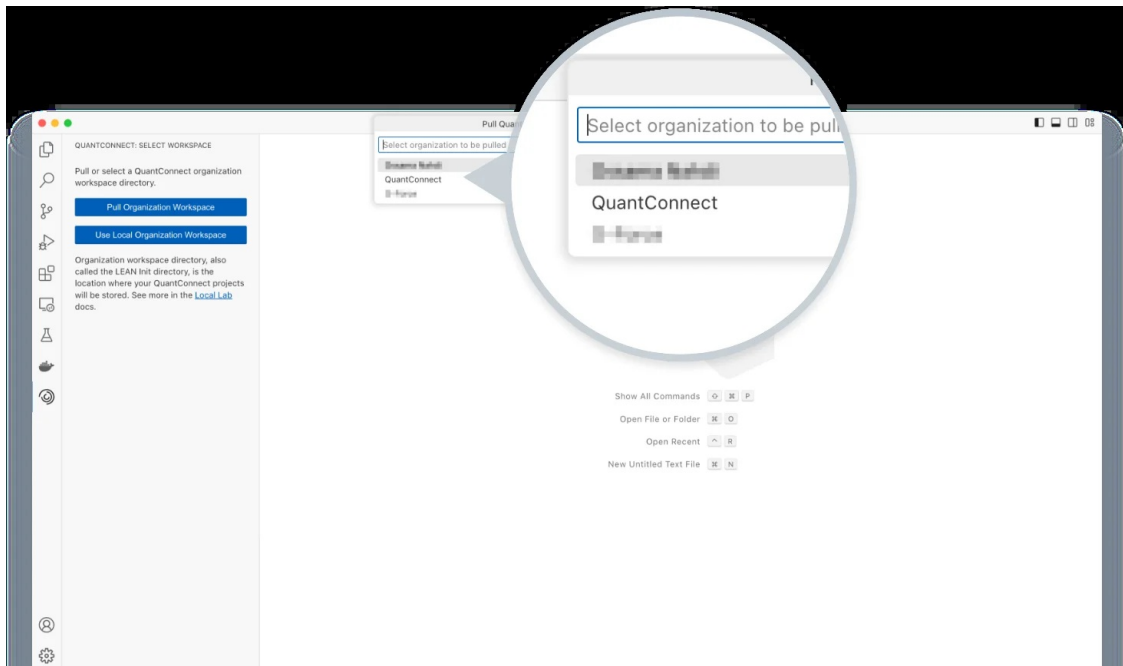 QUANTCONNECT: SELECT WORKSPACE
Pull or select a QuantConnect organization
workspace directory.
Pull Organization Workspace
Use Local Organization Workspace
Organization workspace directory, also
called the LEAN Init directory, is the
location where your QuantConnect projects
will be stored. See more in the Local Lab
docs.
Pull Quan
Select organization to be pulled
QuantConnect
Select organization to be pull
QuantConnect
Show All Commands ⇧ ⌘ P
Open File or Folder ⌘ O
Open Recent ^ R
New Untitled Text File ⌘ N